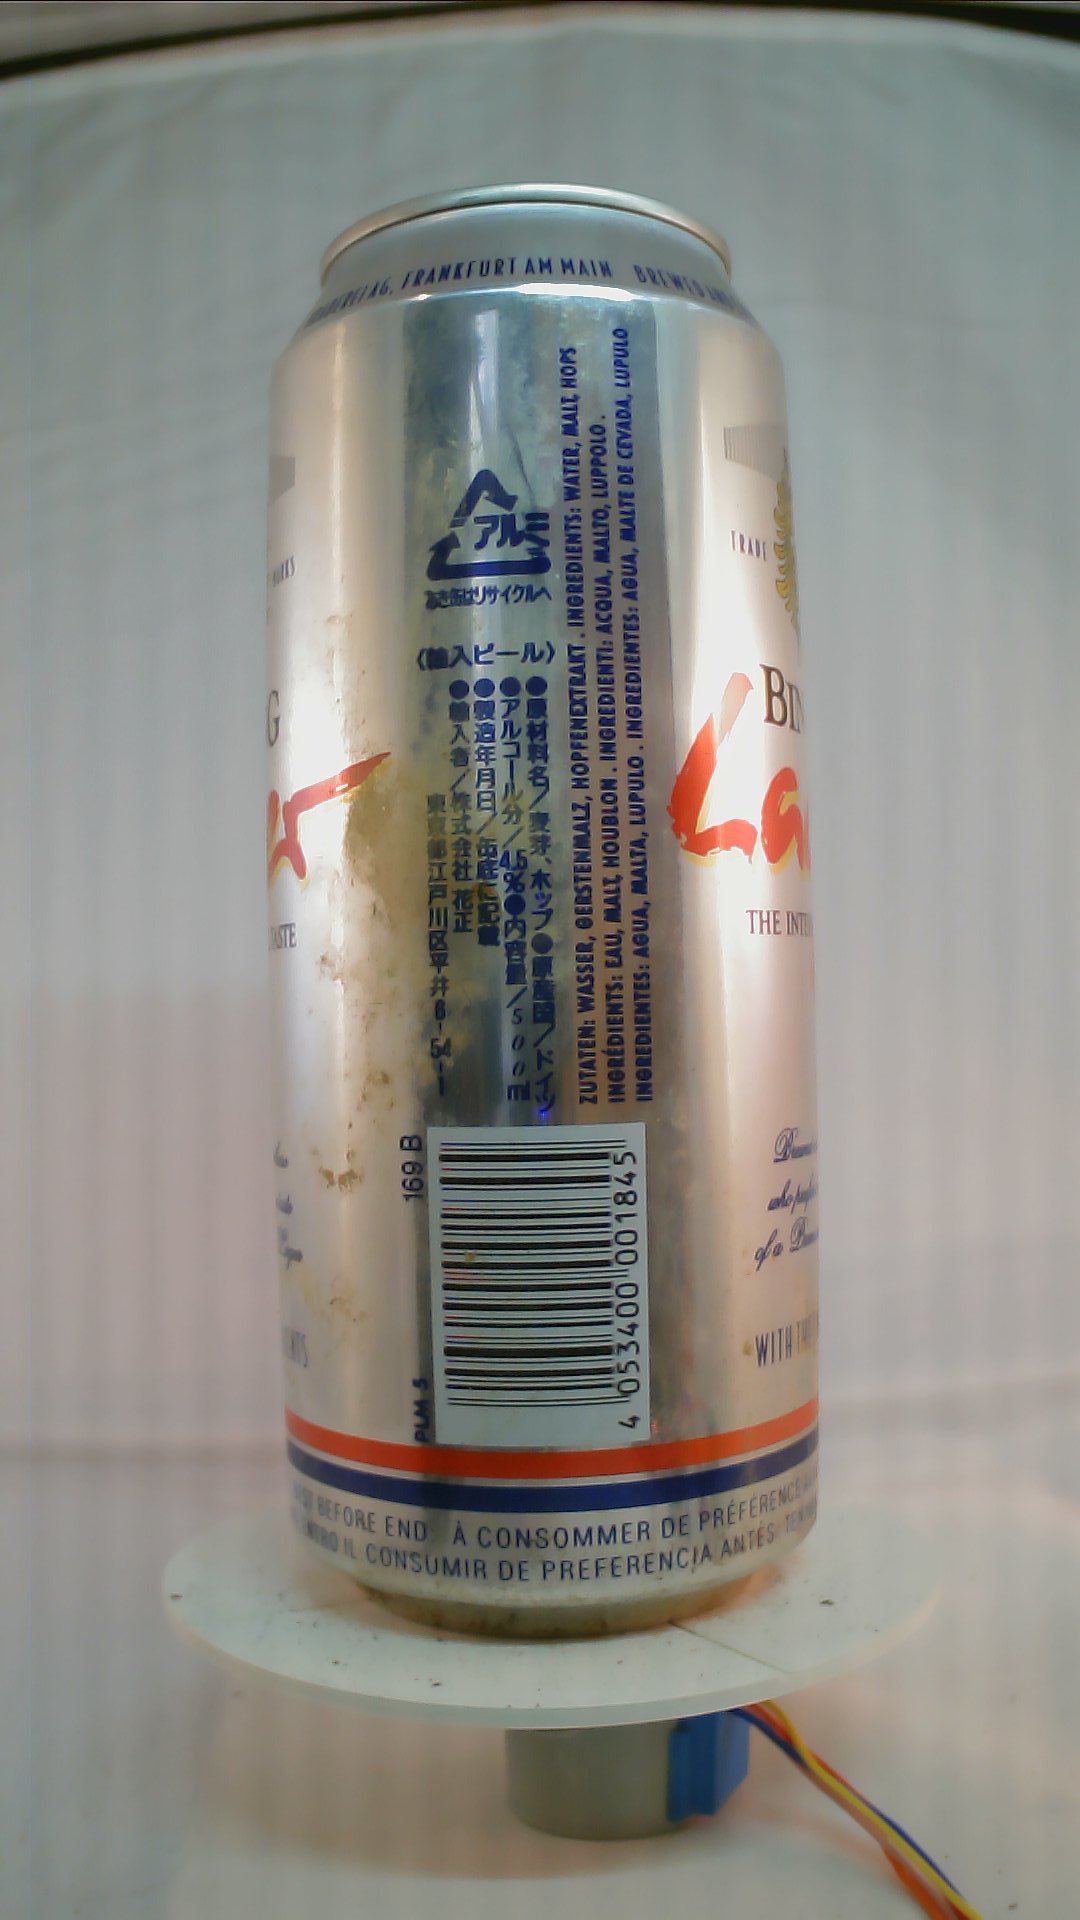 FRANKFURT AM MAIN BREWED
アルミ
あき缶はリサイクルへ
〈輸入ビール〉
●原材料名／麦芽、ホップ●原産国／ドイツ
●アルコール分／4.5%●内容量／500ml
●製造年月日／缶底に記載
●輸入者／株式会社 花正
東京都江戸川区平井6-54-1
ZUTATEN: WASSER, GERSTENMALZ, HOPFENEXTRAKT . INGREDIENTS: WATER, MALT, HOPS
INGRÉDIENTS: EAU, MALT, HOUBLON . INGREDIENTI: ACQUA, MALTO, LUPPOLO .
INGREDIENTES: AGUA, MALTA, LUPULO . INGREDIENTES: AGUA, MALTE DE CEVADA, LUPULO
TRADE
THE
WITH
169 B
PLM 5
4 053400 001845
BEFORE END: À CONSOMMER DE PRÉFÉRENCE
IL CONSUMIR DE PREFERENCIA ANTES: